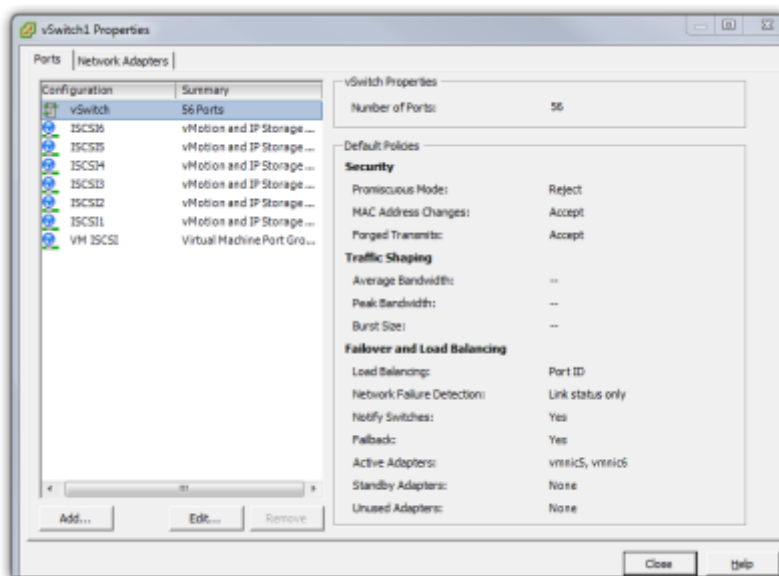 vSwitch1 Properties
Ports Network Adapters
Configuration Summary
vSwitch 56 Ports
ISCSI6 vMotion and IP Storage ...
ISCSI5 vMotion and IP Storage ...
ISCSI4 vMotion and IP Storage ...
ISCSI3 vMotion and IP Storage ...
ISCSI2 vMotion and IP Storage ...
ISCSI1 vMotion and IP Storage ...
VM ISCSI Virtual Machine Port Gro...
Add... Edit... Remove
vSwitch Properties
Number of Ports: 56
Default Policies
Security
Promiscuous Mode: Reject
MAC Address Changes: Accept
Forged Transmits: Accept
Traffic Shaping
Average Bandwidth: --
Peak Bandwidth: --
Burst Size: --
Failover and Load Balancing
Load Balancing: Port ID
Network Failure Detection: Link status only
Notify Switches: Yes
Failback: Yes
Active Adapters: vmnic5, vmnic6
Standby Adapters: None
Unused Adapters: None
Close Help